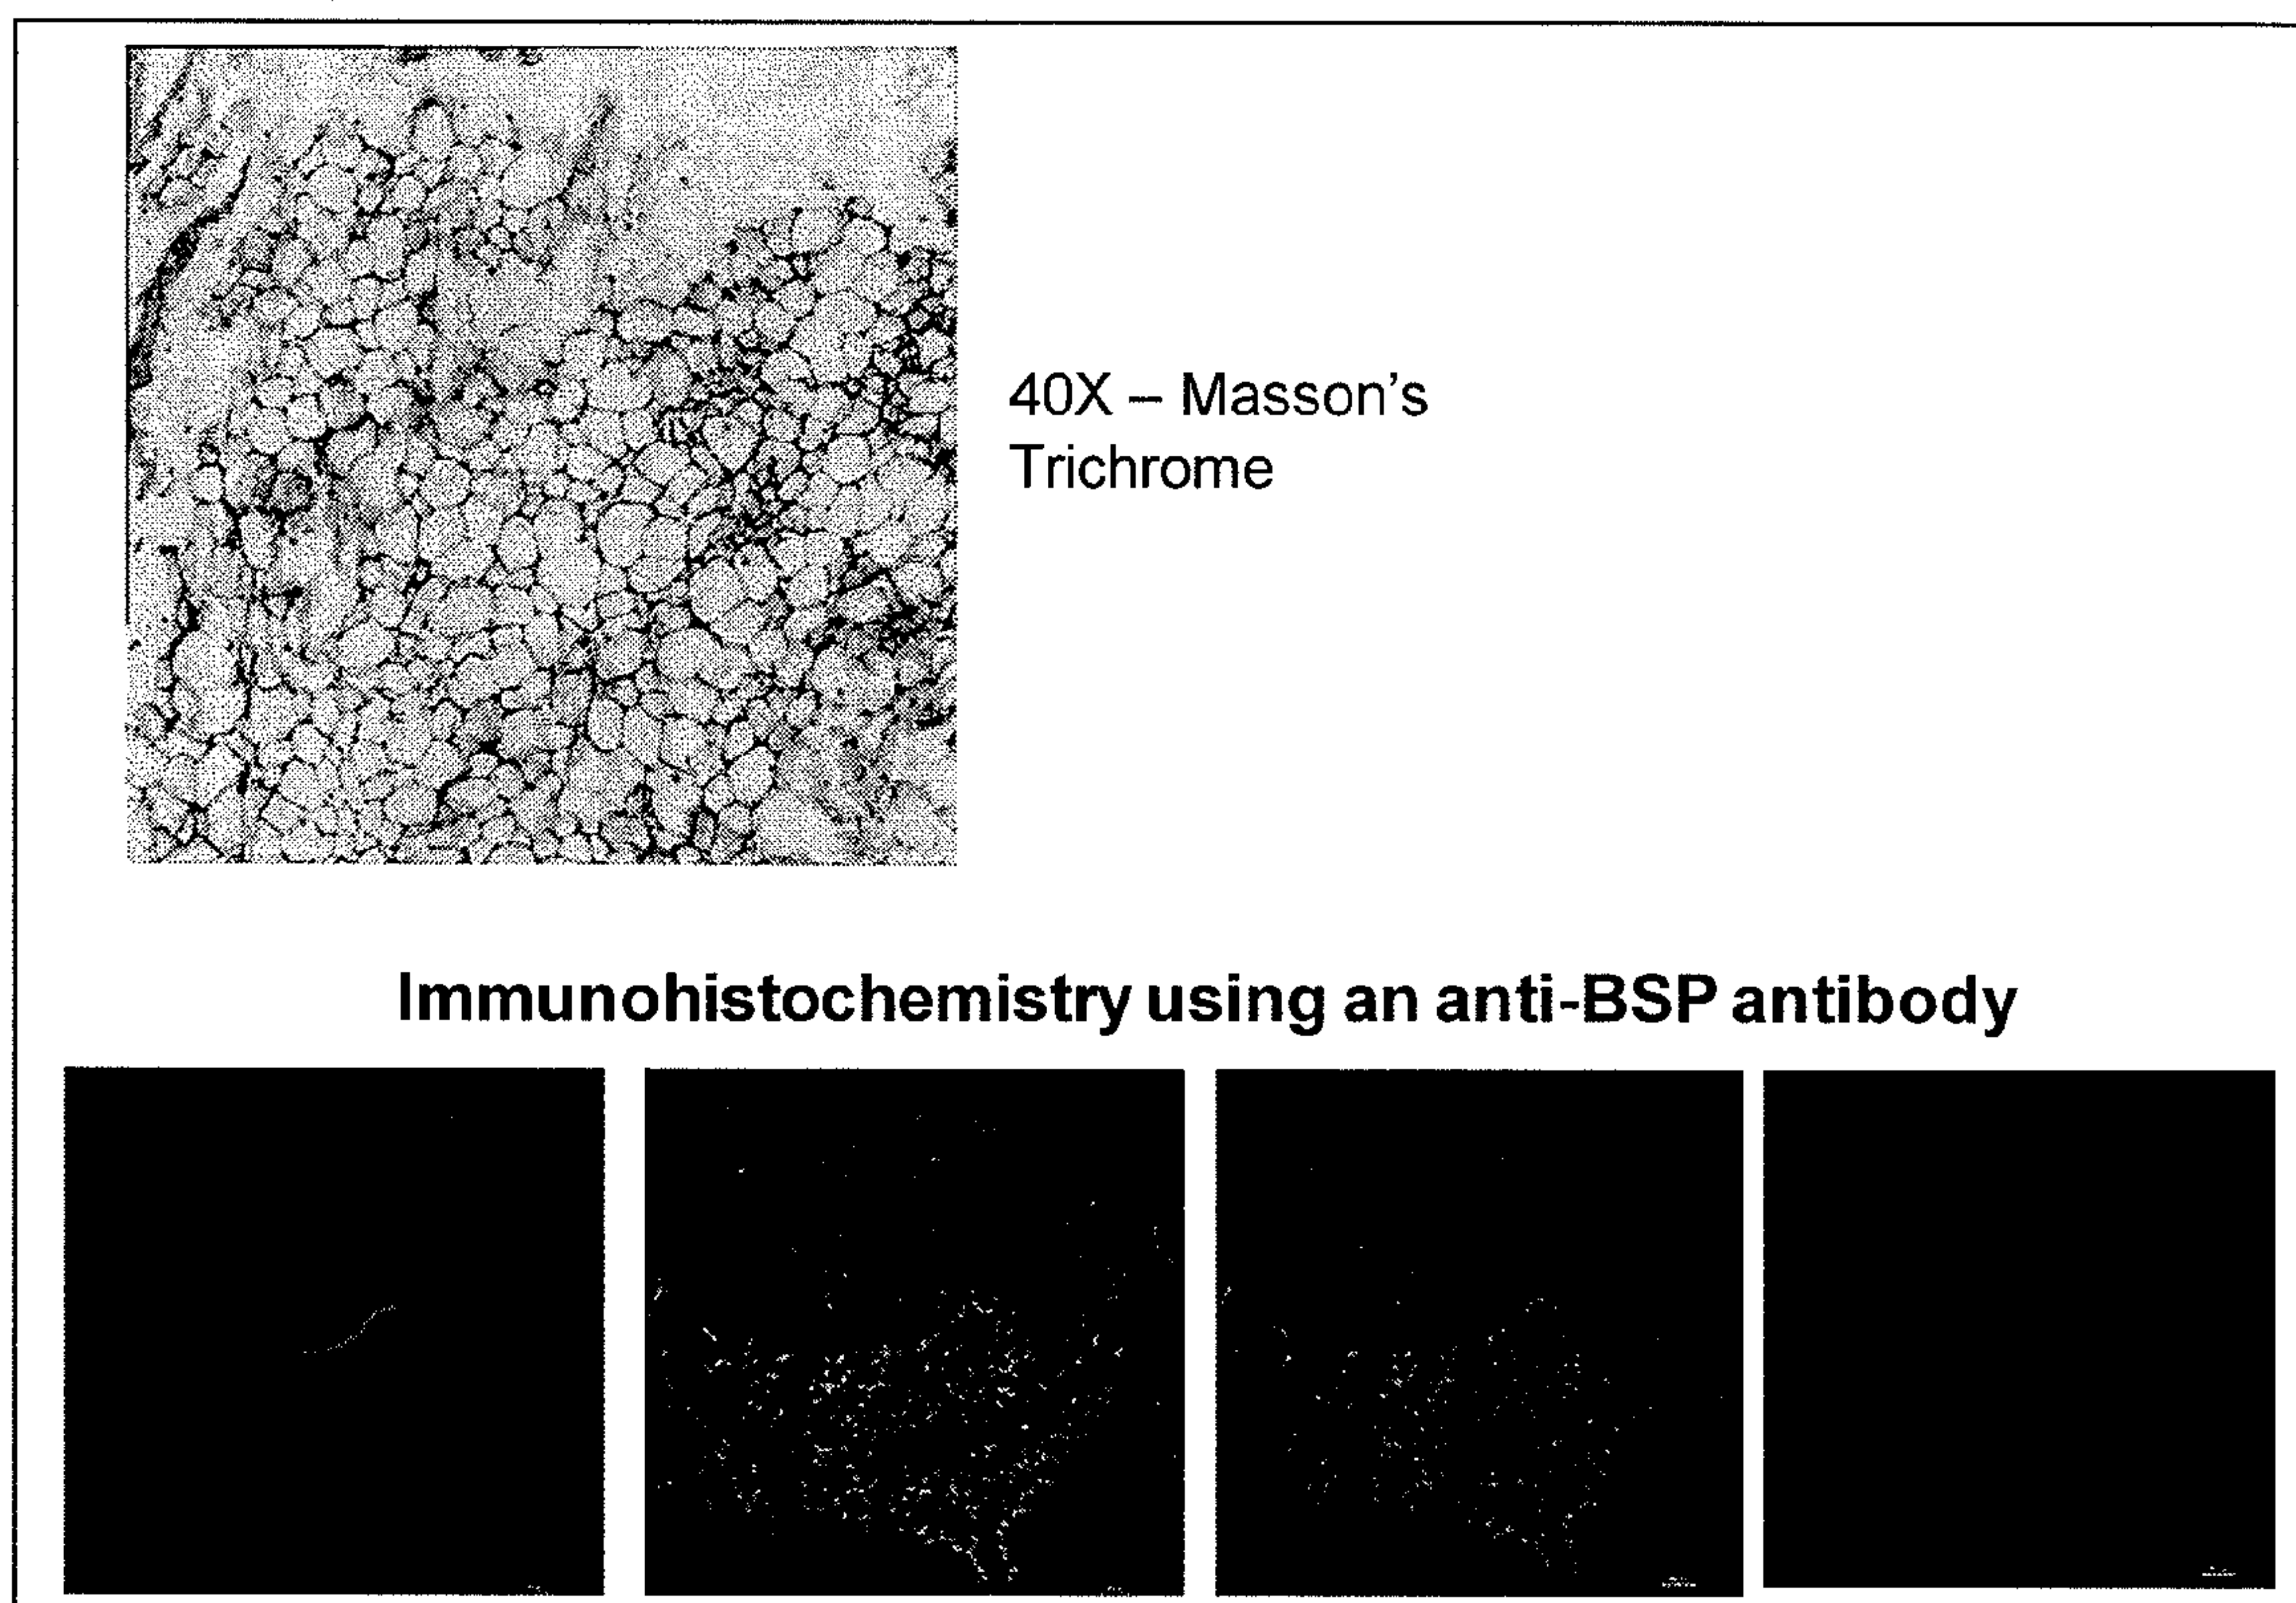 40X – Masson's
Trichrome
Immunohistochemistry using an anti-BSP antibody